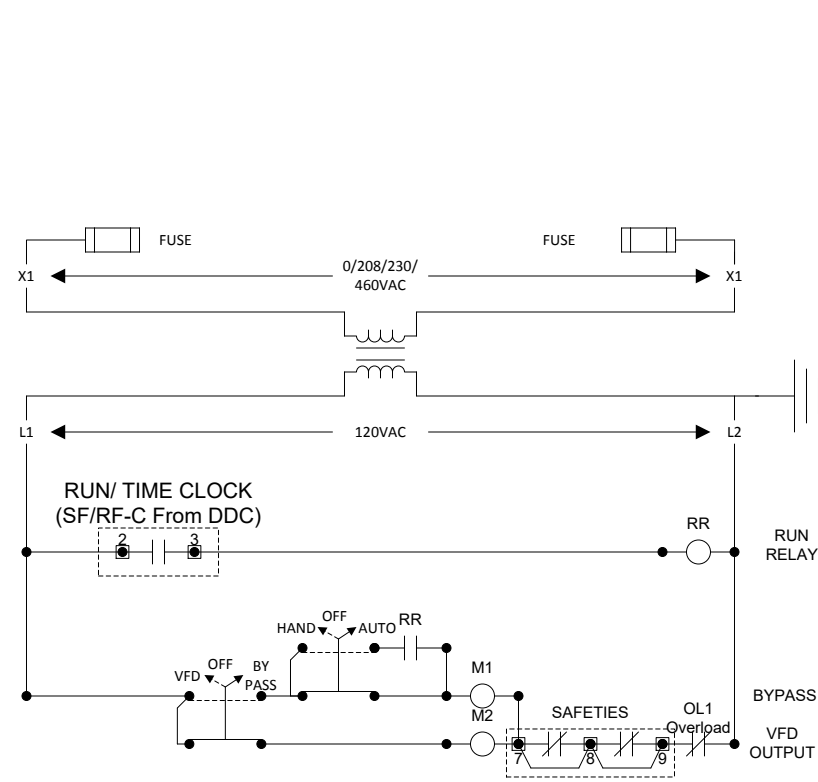 FUSE
FUSE
X1
0/208/230/
460VAC
X1
L1
120VAC
L2
RUN/ TIME CLOCK
(SF/RF-C From DDC)
2
3
RR
RUN
RELAY
HAND
OFF
AUTO
RR
VFD
OFF
BY
PASS
M1
BYPASS
M2
SAFETIES
OL1
Overload
7
8
9
VFD
OUTPUT